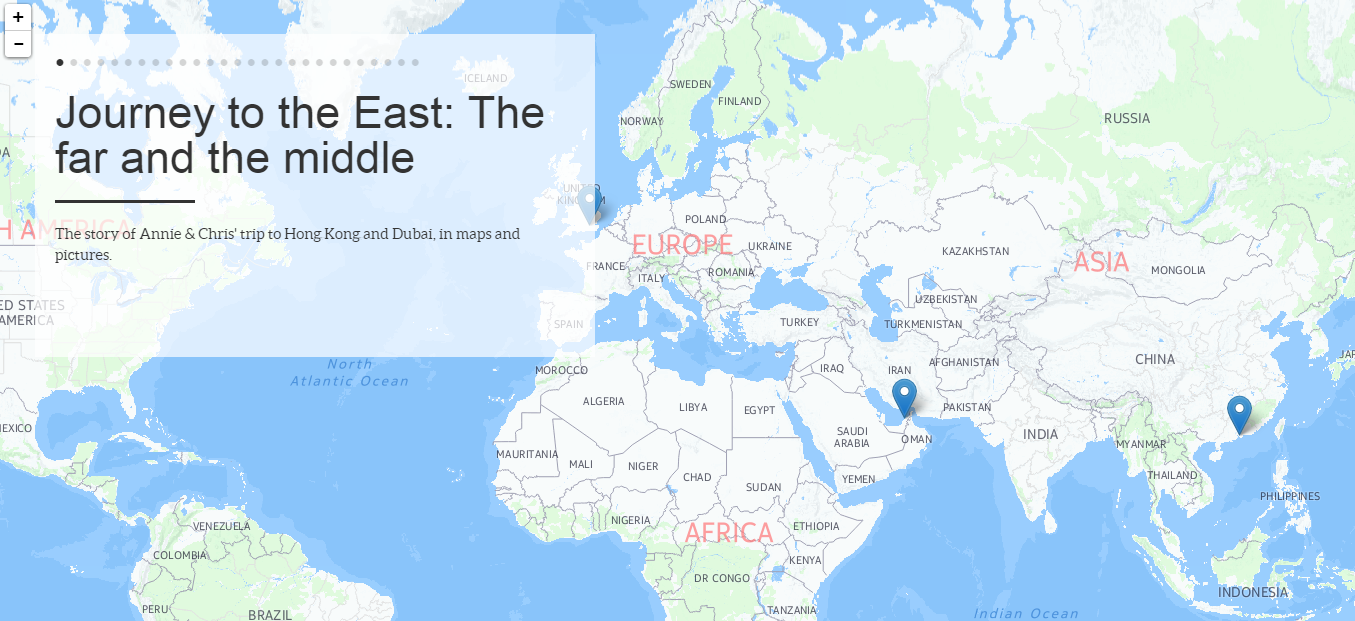 +
-
Journey to the East: The
far and the middle
The story of Annie & Chris' trip to Hong Kong and Dubai, in maps and
pictures.
ICELAND
SWEDEN
FINLAND
NORWAY
RUSSIA
UNITED
KINGDOM
POLAND
H AMERICA
EUROPE
UKRAINE
KAZAKHSTAN
ASIA
MONGOLIA
FRANCE
ROMANIA
ITALY
UZBEKISTAN
ED STATES
AMERICA
SPAIN
TURKEY
TURKMENISTAN
JAP
CHINA
North
Atlantic Ocean
MOROCCO
IRAQ
IRAN
AFGHANISTAN
ALGERIA
LIBYA
EGYPT
PAKISTAN
MEXICO
SAUDI
ARABIA
OMAN
INDIA
MYANMAR
MAURITANIA
MALI
NIGER
CHAD
SUDAN
YEMEN
THAILAND
PHILIPPINES
VENEZUELA
NIGERIA
AFRICA
ETHIOPIA
COLOMBIA
KENYA
DR CONGO
INDONESIA
PERU
BRAZIL
TANZANIA
Indian Ocean